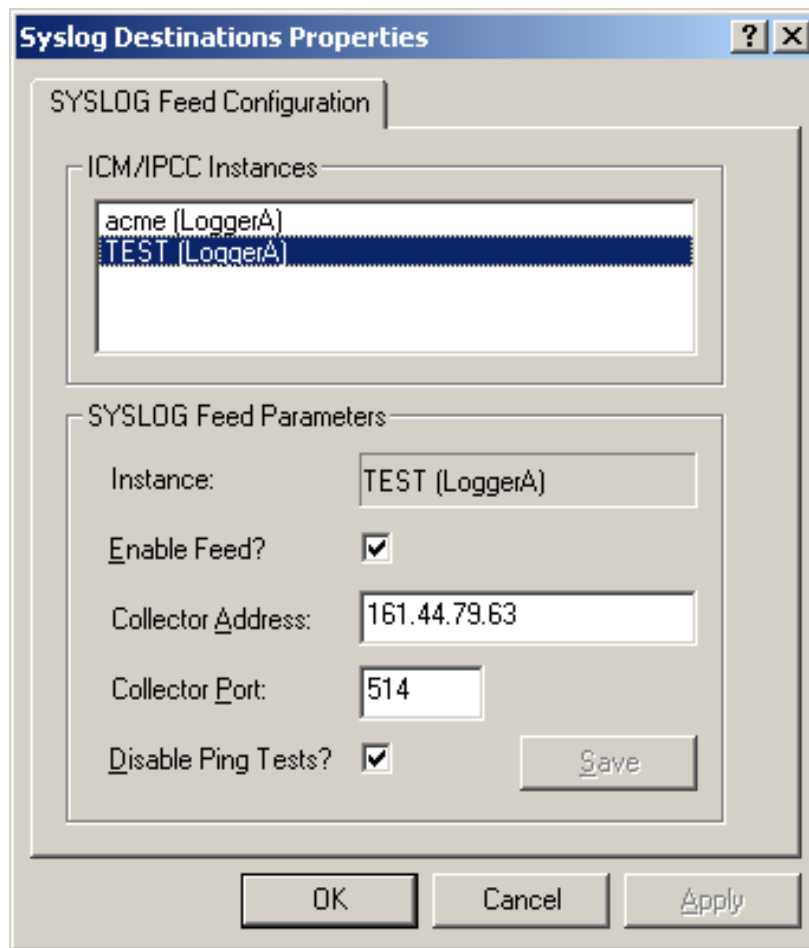 Syslog Destinations Properties
SYSLOG Feed Configuration
ICM/IPCC Instances
acme (LoggerA)
TEST (LoggerA)
SYSLOG Feed Parameters
Instance: TEST (LoggerA)
Enable Feed?
Collector Address: 161.44.79.63
Collector Port: 514
Disable Ping Tests? Save
OK Cancel Apply